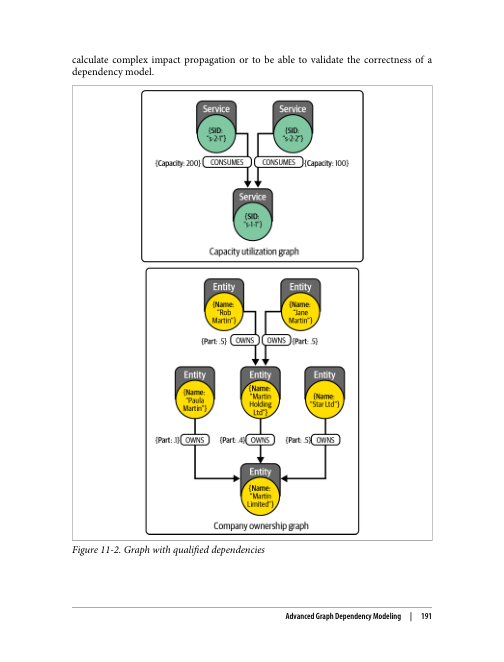 calculate complex impact propagation or to be able to validate the correctness of a
dependency model.
Service
Service
{SID:
"s-2-1"}
{SID:
"s-2-2"}
{Capacity: 200}
CONSUMES
CONSUMES
{Capacity: 100}
Service
{SID:
"s-1-1"}
Capacity utilization graph
Entity
Entity
{Name:
"Rob
Martin"}
{Name:
"Jane
Martin"}
{Part: .5}
OWNS
OWNS
{Part: .5}
Entity
Entity
Entity
{Name:
"Paula
Martin"}
{Name:
"Martin
Holding
Ltd"}
{Name:
"Star Ltd"}
{Part: .1}
OWNS
{Part: .4}
OWNS
{Part: .5}
OWNS
Entity
{Name:
"Martin
Limited"}
Company ownership graph
Figure 11-2. Graph with qualified dependencies
Advanced Graph Dependency Modeling | 191